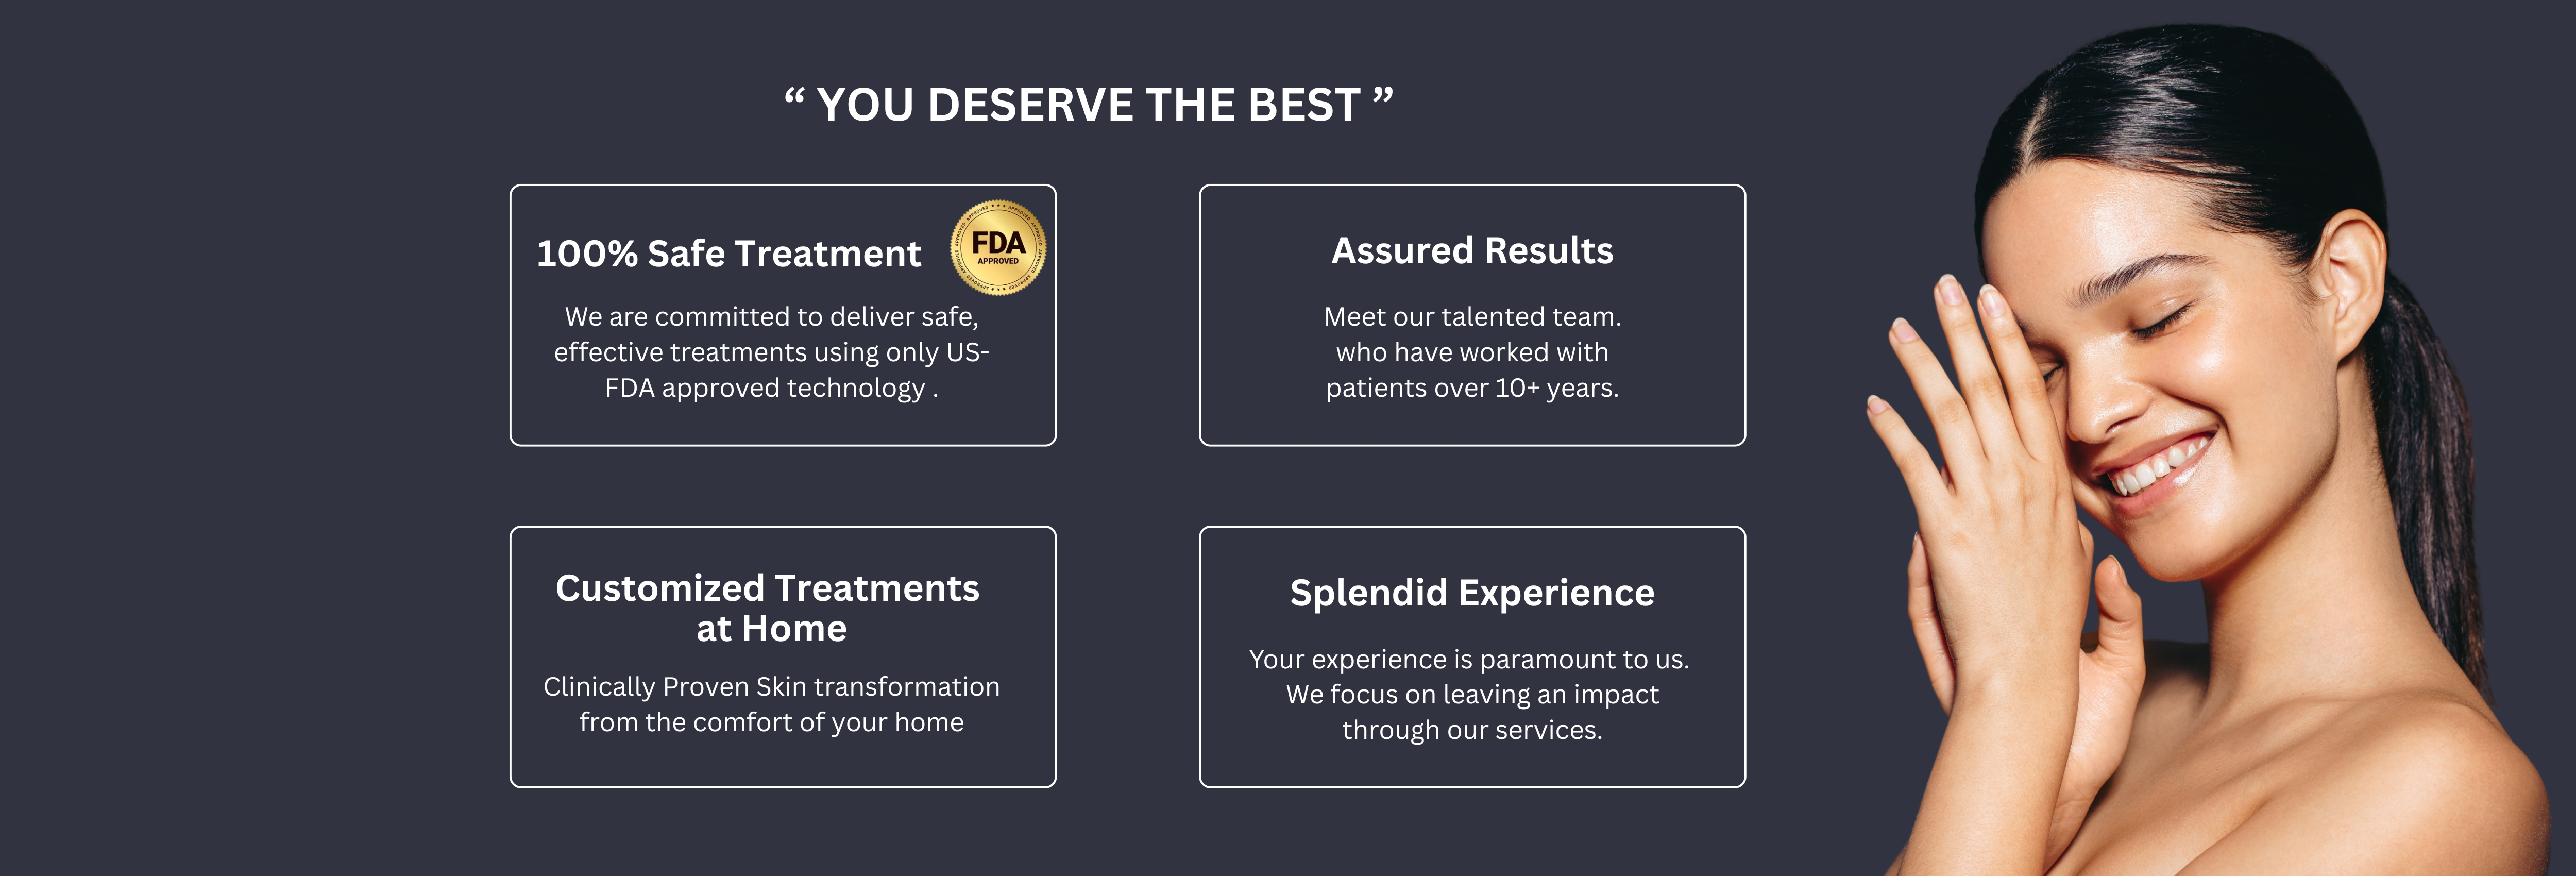 “ YOU DESERVE THE BEST ”
100% Safe Treatment
FDA
APPROVED
We are committed to deliver safe,
effective treatments using only US-
FDA approved technology .
Assured Results
Meet our talented team.
who have worked with
patients over 10+ years.
Customized Treatments
at Home
Clinically Proven Skin transformation
from the comfort of your home
Splendid Experience
Your experience is paramount to us.
We focus on leaving an impact
through our services.